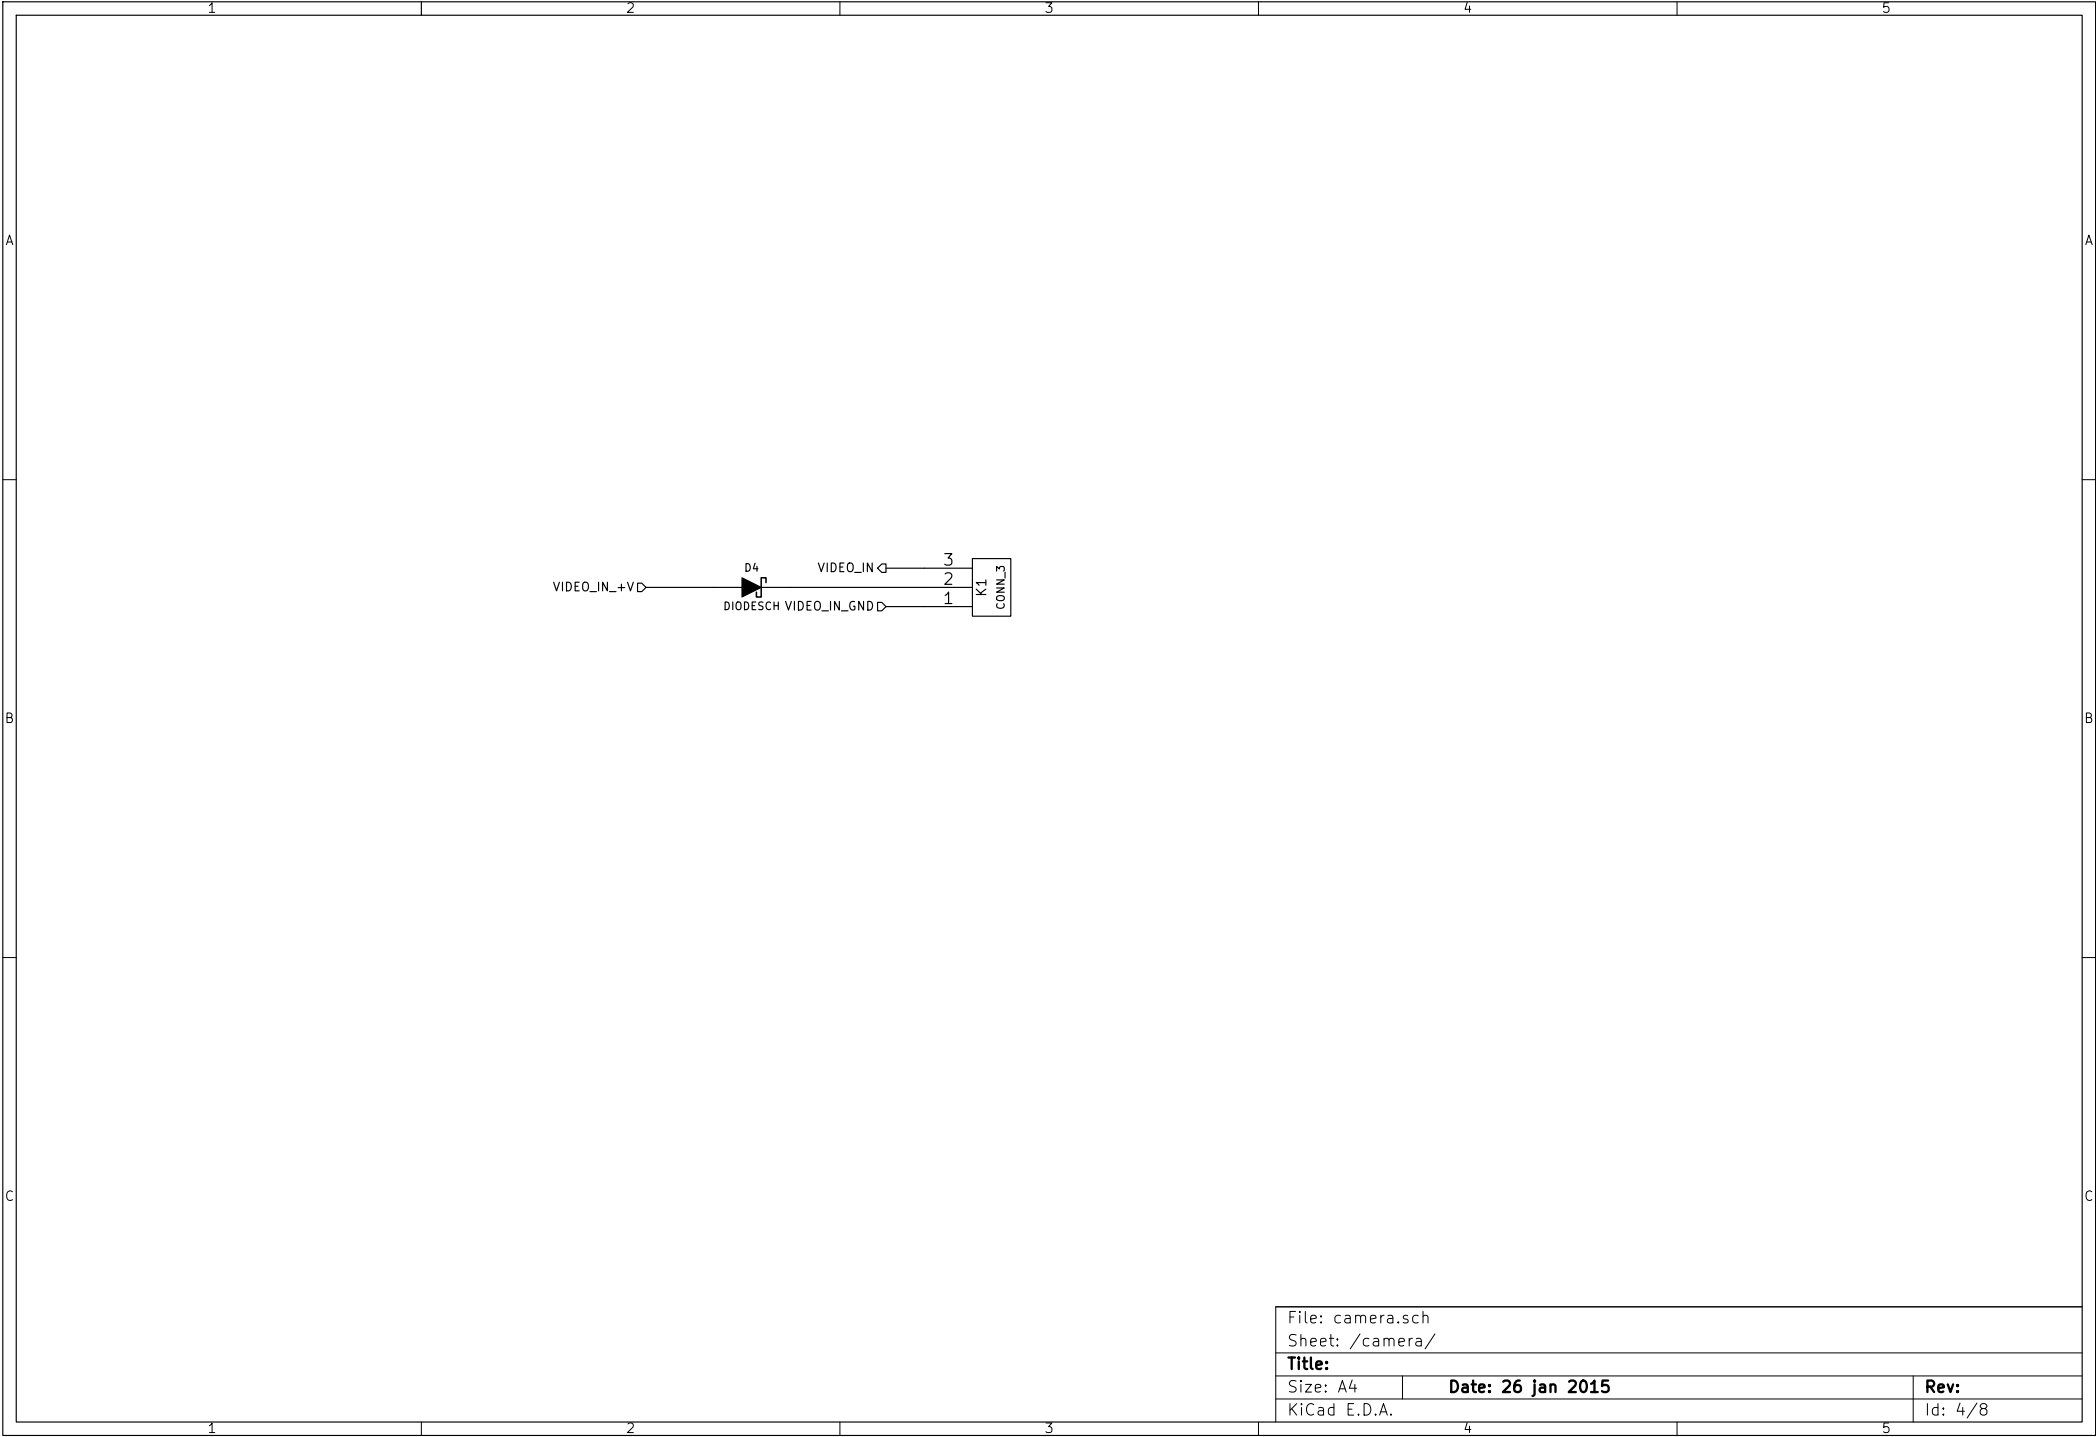 1 2 3 4 5
A A
D4 VIDEO_IN 3
VIDEO_IN_+V 2
DIODESCH VIDEO_IN_GND 1
K1
CONN_3
B B
C C
File: camera.sch
Sheet: /camera/
Title:
Size: A4 Date: 26 jan 2015 Rev:
KiCad E.D.A. Id: 4/8
1 2 3 4 5